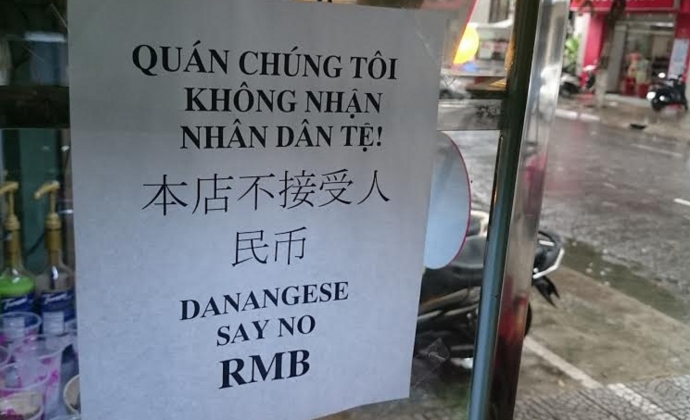 QUÁN CHÚNG TÔI
KHÔNG NHẬN
NHÂN DÂN TỆ!
本店不接受人
民币
DANANGESE
SAY NO
RMB